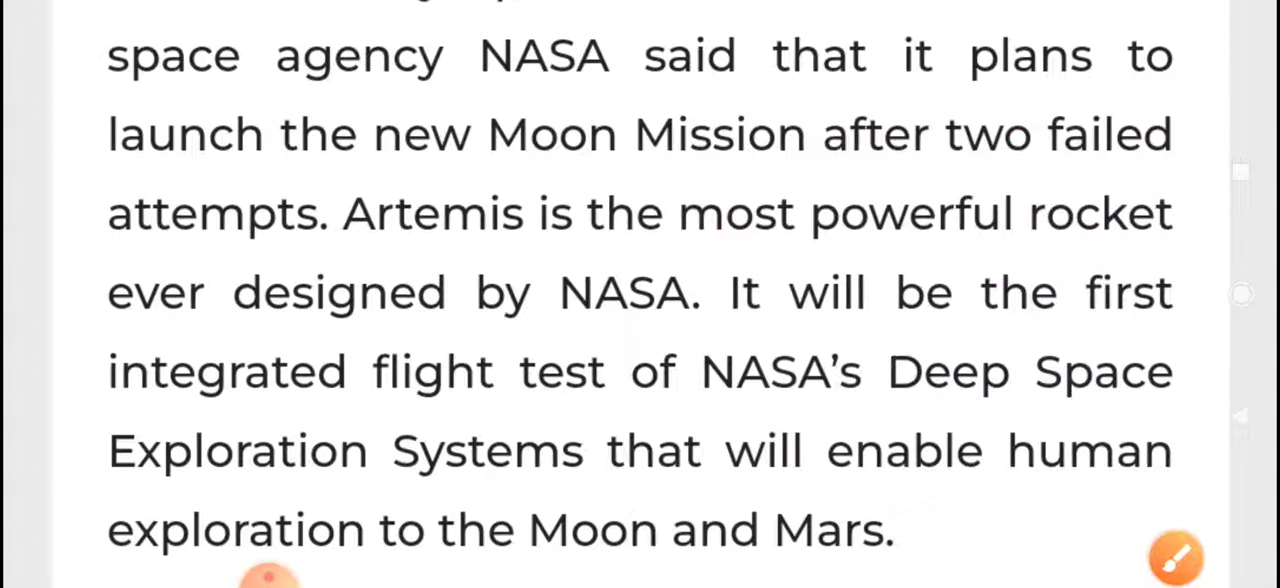 space agency NASA said that it plans to
launch the new Moon Mission after two failed
attempts. Artemis is the most powerful rocket
ever designed by NASA. It will be the first
integrated flight test of NASA’s Deep Space
Exploration Systems that will enable human
exploration to the Moon and Mars.